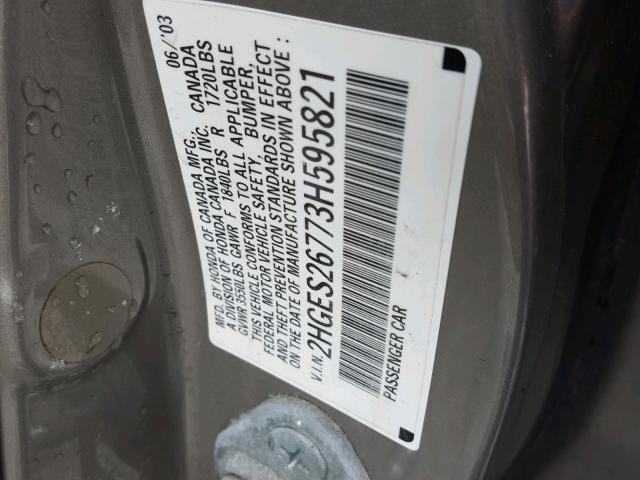 MFD. BY HONDA OF CANADA MFG., CANADA 06/'03
A DIVISION OF HONDA CANADA INC.
GVWR 3530LBS GAWR F 1840LBS R 1720LBS
THIS VEHICLE CONFORMS TO ALL APPLICABLE
FEDERAL MOTOR VEHICLE SAFETY, BUMPER,
AND THEFT PREVENTION STANDARDS IN EFFECT
ON THE DATE OF MANUFACTURE SHOWN ABOVE:
V.I.N. 2HGES26773H595821
PASSENGER CAR